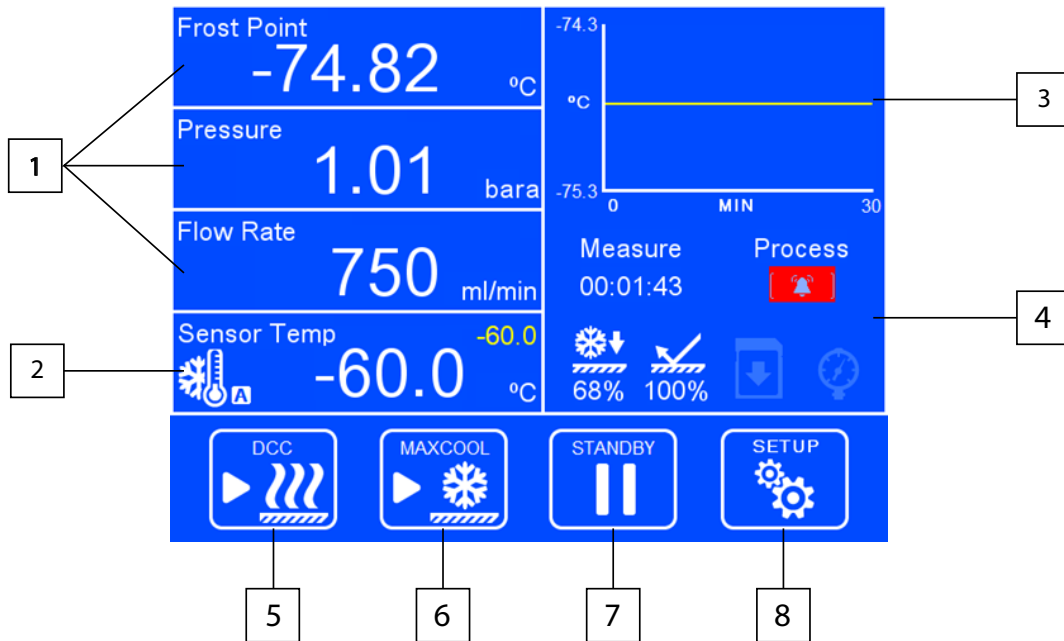 Frost Point
-74.82 ºC
Pressure
1.01 bara
Flow Rate
750 ml/min
Sensor Temp -60.0
A -60.0 ºC
-74.3
ºC
-75.3
0 MIN 30
Measure Process
00:01:43
68% 100%
DCC MAXCOOL STANDBY SETUP
1
2
3
4
5 6 7 8